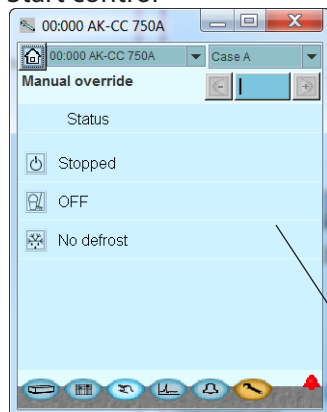 Start control
00:000 AK-CC 750A
00:000 AK-CC 750A Case A
Manual override
Status
Stopped
OFF
No defrost